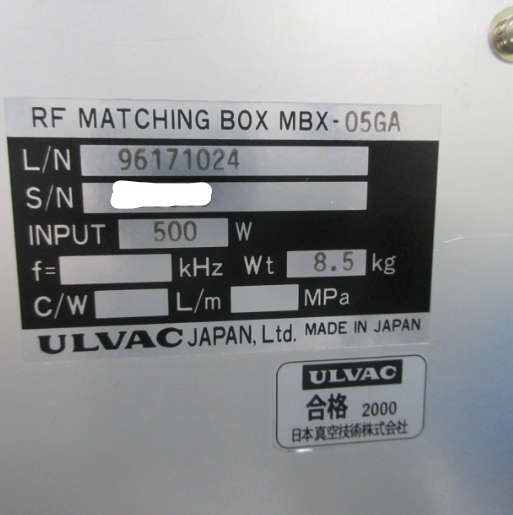 RF MATCHING BOX MBX-05GA
L/N 96171024
S/N
INPUT 500 W
f= kHz Wt 8.5 kg
C/W L/m MPa
ULVAC JAPAN, Ltd. MADE IN JAPAN
ULVAC
合格 2000
日本真空技術株式会社